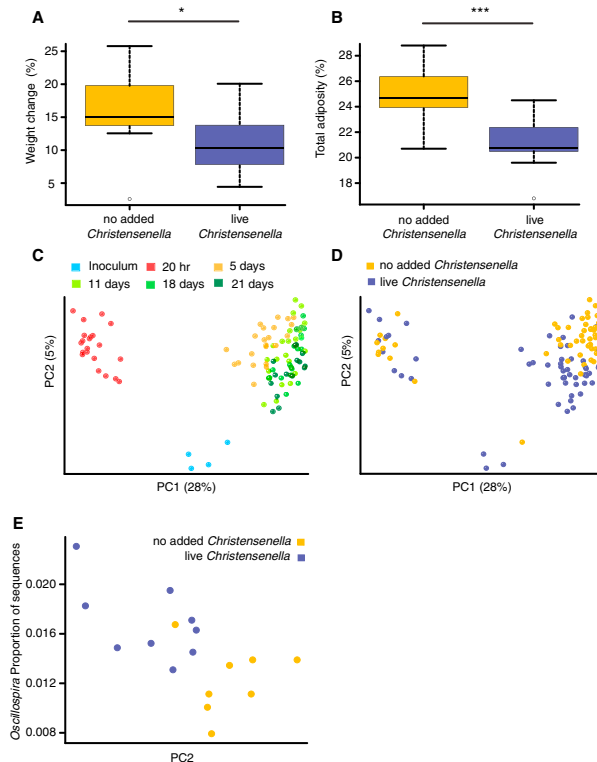 A
*
Weight change (%)
25
20
15
10
5
no added
Christensenella
live
Christensenella
B
***
Total adiposity (%)
28
26
24
22
20
18
no added
Christensenella
live
Christensenella
C
Inoculum 20 hr 5 days
11 days 18 days 21 days
PC2 (5%)
PC1 (28%)
D
no added Christensenella
live Christensenella
PC2 (5%)
PC1 (28%)
E
no added Christensenella
live Christensenella
Oscillospira Proportion of sequences
0.020
0.016
0.012
0.008
PC2